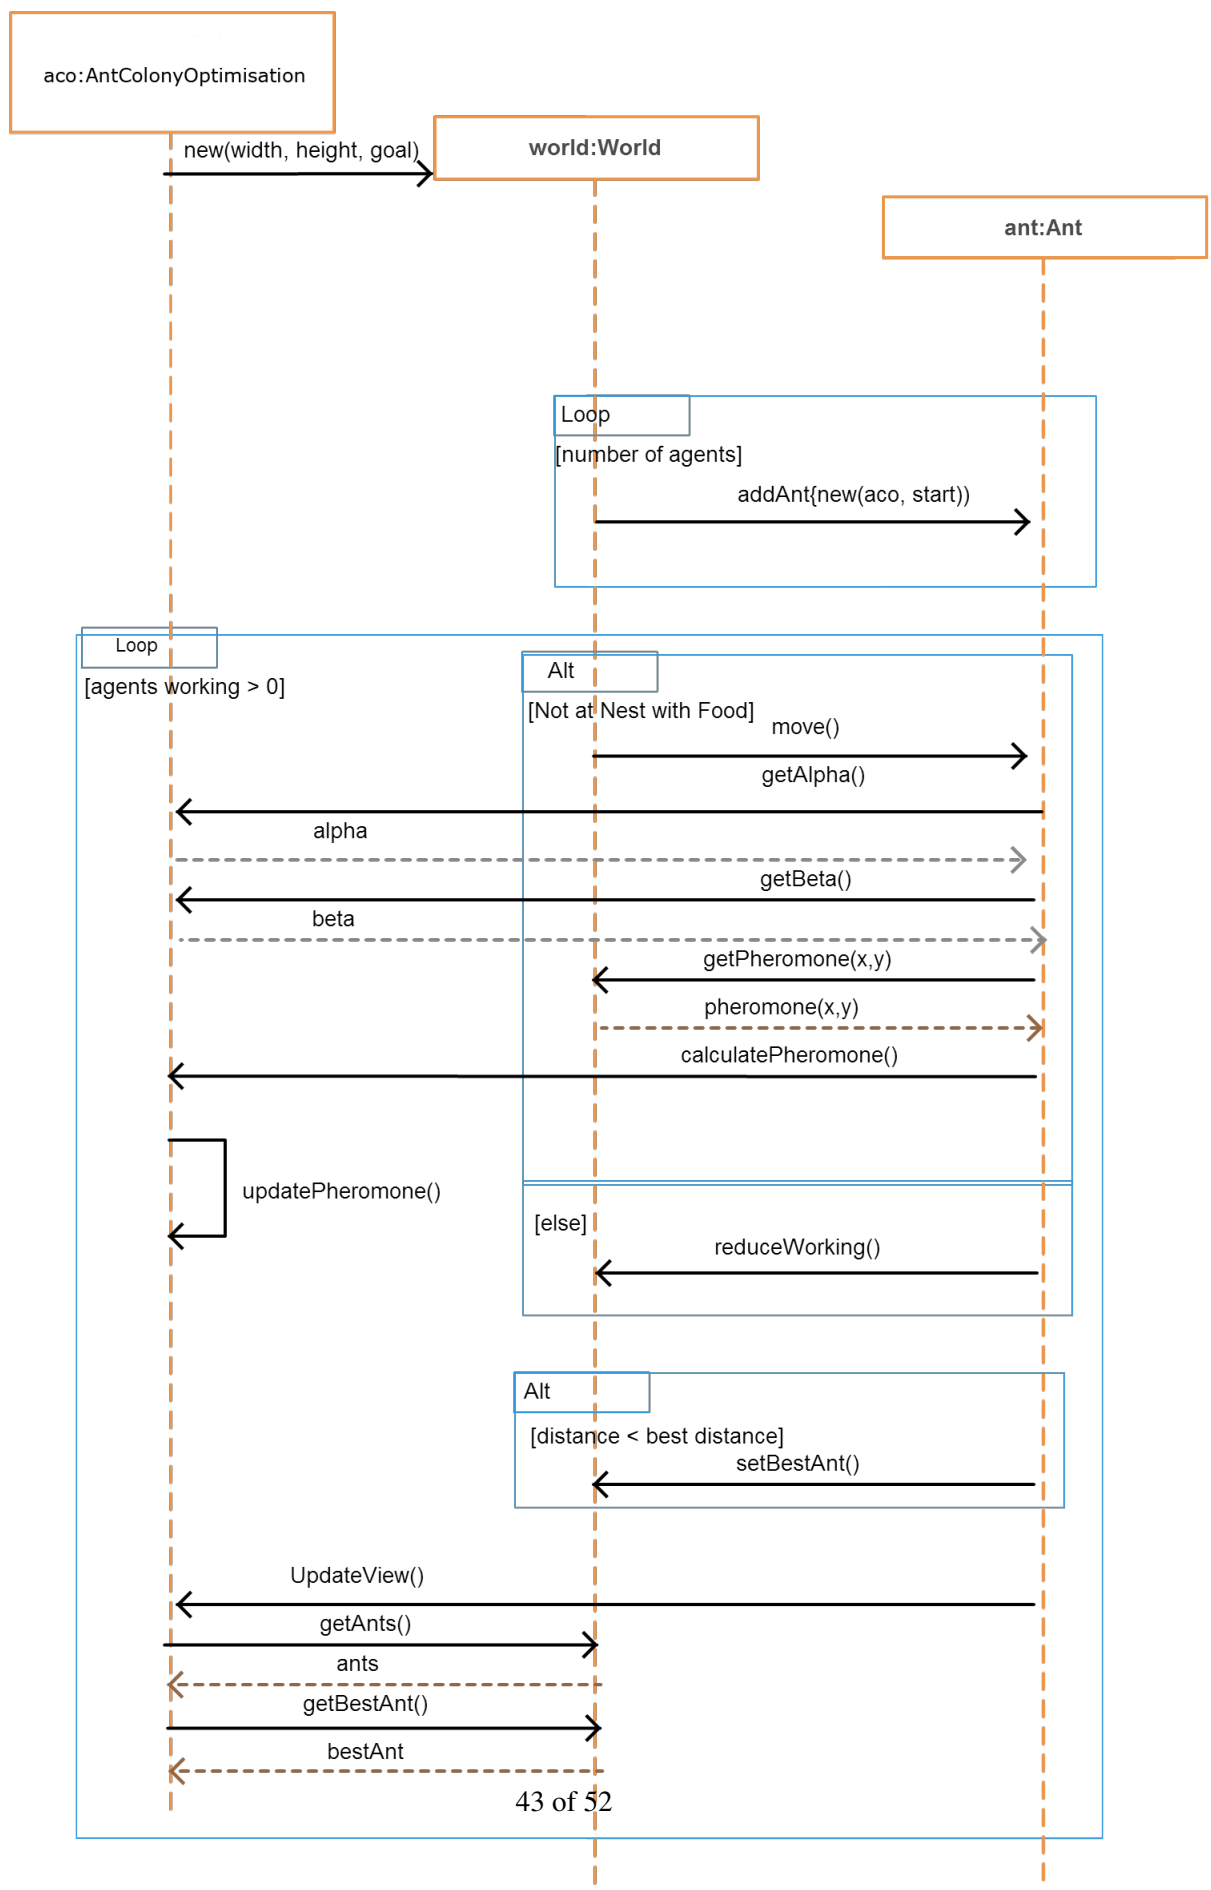 aco:AntColonyOptimisation
new(width, height, goal)
world:World
ant:Ant
Loop
[number of agents]
addAnt{new(aco, start))
Loop
[agents working > 0]
Alt
[Not at Nest with Food]
move()
getAlpha()
alpha
getBeta()
beta
getPheromone(x,y)
pheromone(x,y)
calculatePheromone()
updatePheromone()
[else]
reduceWorking()
Alt
[distance < best distance]
setBestAnt()
UpdateView()
getAnts()
ants
getBestAnt()
bestAnt
43 of 52